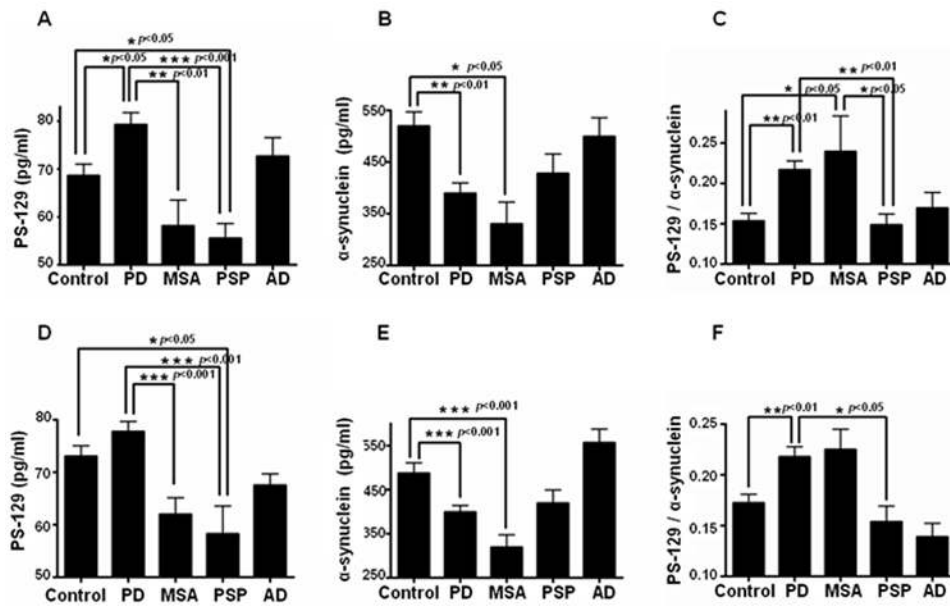 A
B
C
* p<0.05
*p<0.05 *** p<0.001
** p<0.01
* p<0.05
** p<0.01
** p<0.01
* p<0.05 *p<0.05
**p<0.01
PS-129 (pg/ml)
80
70
60
50
Control PD MSA PSP AD
α-synuclein (pg/ml)
550
450
350
250
Control PD MSA PSP AD
PS-129 / α-synuclein
0.25
0.20
0.15
0.10
Control PD MSA PSP AD
D
E
F
* p<0.05
*** p<0.001
*** p<0.001
*** p<0.001
*** p<0.001
**p<0.01 * p<0.05
PS-129 (pg/ml)
80
70
60
50
Control PD MSA PSP AD
α-synuclein (pg/ml)
550
450
350
250
Control PD MSA PSP AD
PS-129 / α-synuclein
0.25
0.20
0.15
0.10
Control PD MSA PSP AD